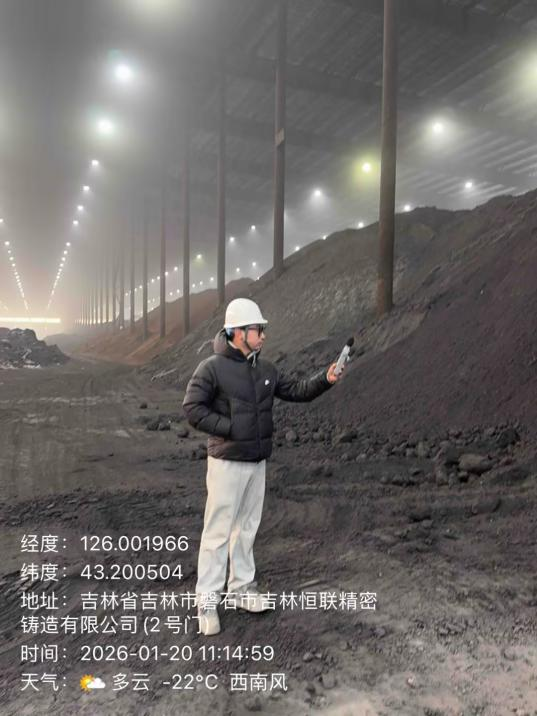 经度：126.001966
纬度：43.200504
地址：吉林省吉林市磐石市吉林恒联精密
铸造有限公司(2号门)
时间：2026-01-20 11:14:59
天气：⛅ 多云 -22°C 西南风